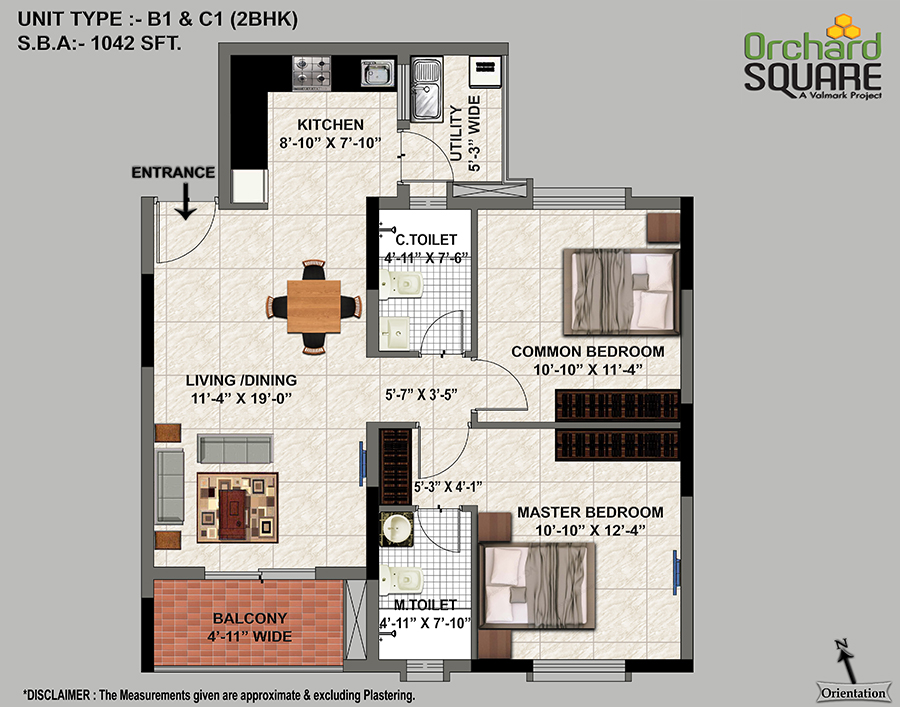 UNIT TYPE :- B1 & C1 (2BHK)
S.B.A:- 1042 SFT.
Orchard
SQUARE
A Valmark Project
KITCHEN
8’-10” X 7’-10”
UTILITY
5’-3” WIDE
ENTRANCE
C.TOILET
4’-11” X 7’-6”
COMMON BEDROOM
10’-10” X 11’-4”
LIVING /DINING
11’-4” X 19’-0”
5’-7” X 3’-5”
5’-3” X 4’-1”
MASTER BEDROOM
10’-10” X 12’-4”
M.TOILET
4’-11” X 7’-10”
BALCONY
4’-11” WIDE
N
Orientation
*DISCLAIMER : The Measurements given are approximate & excluding Plastering.